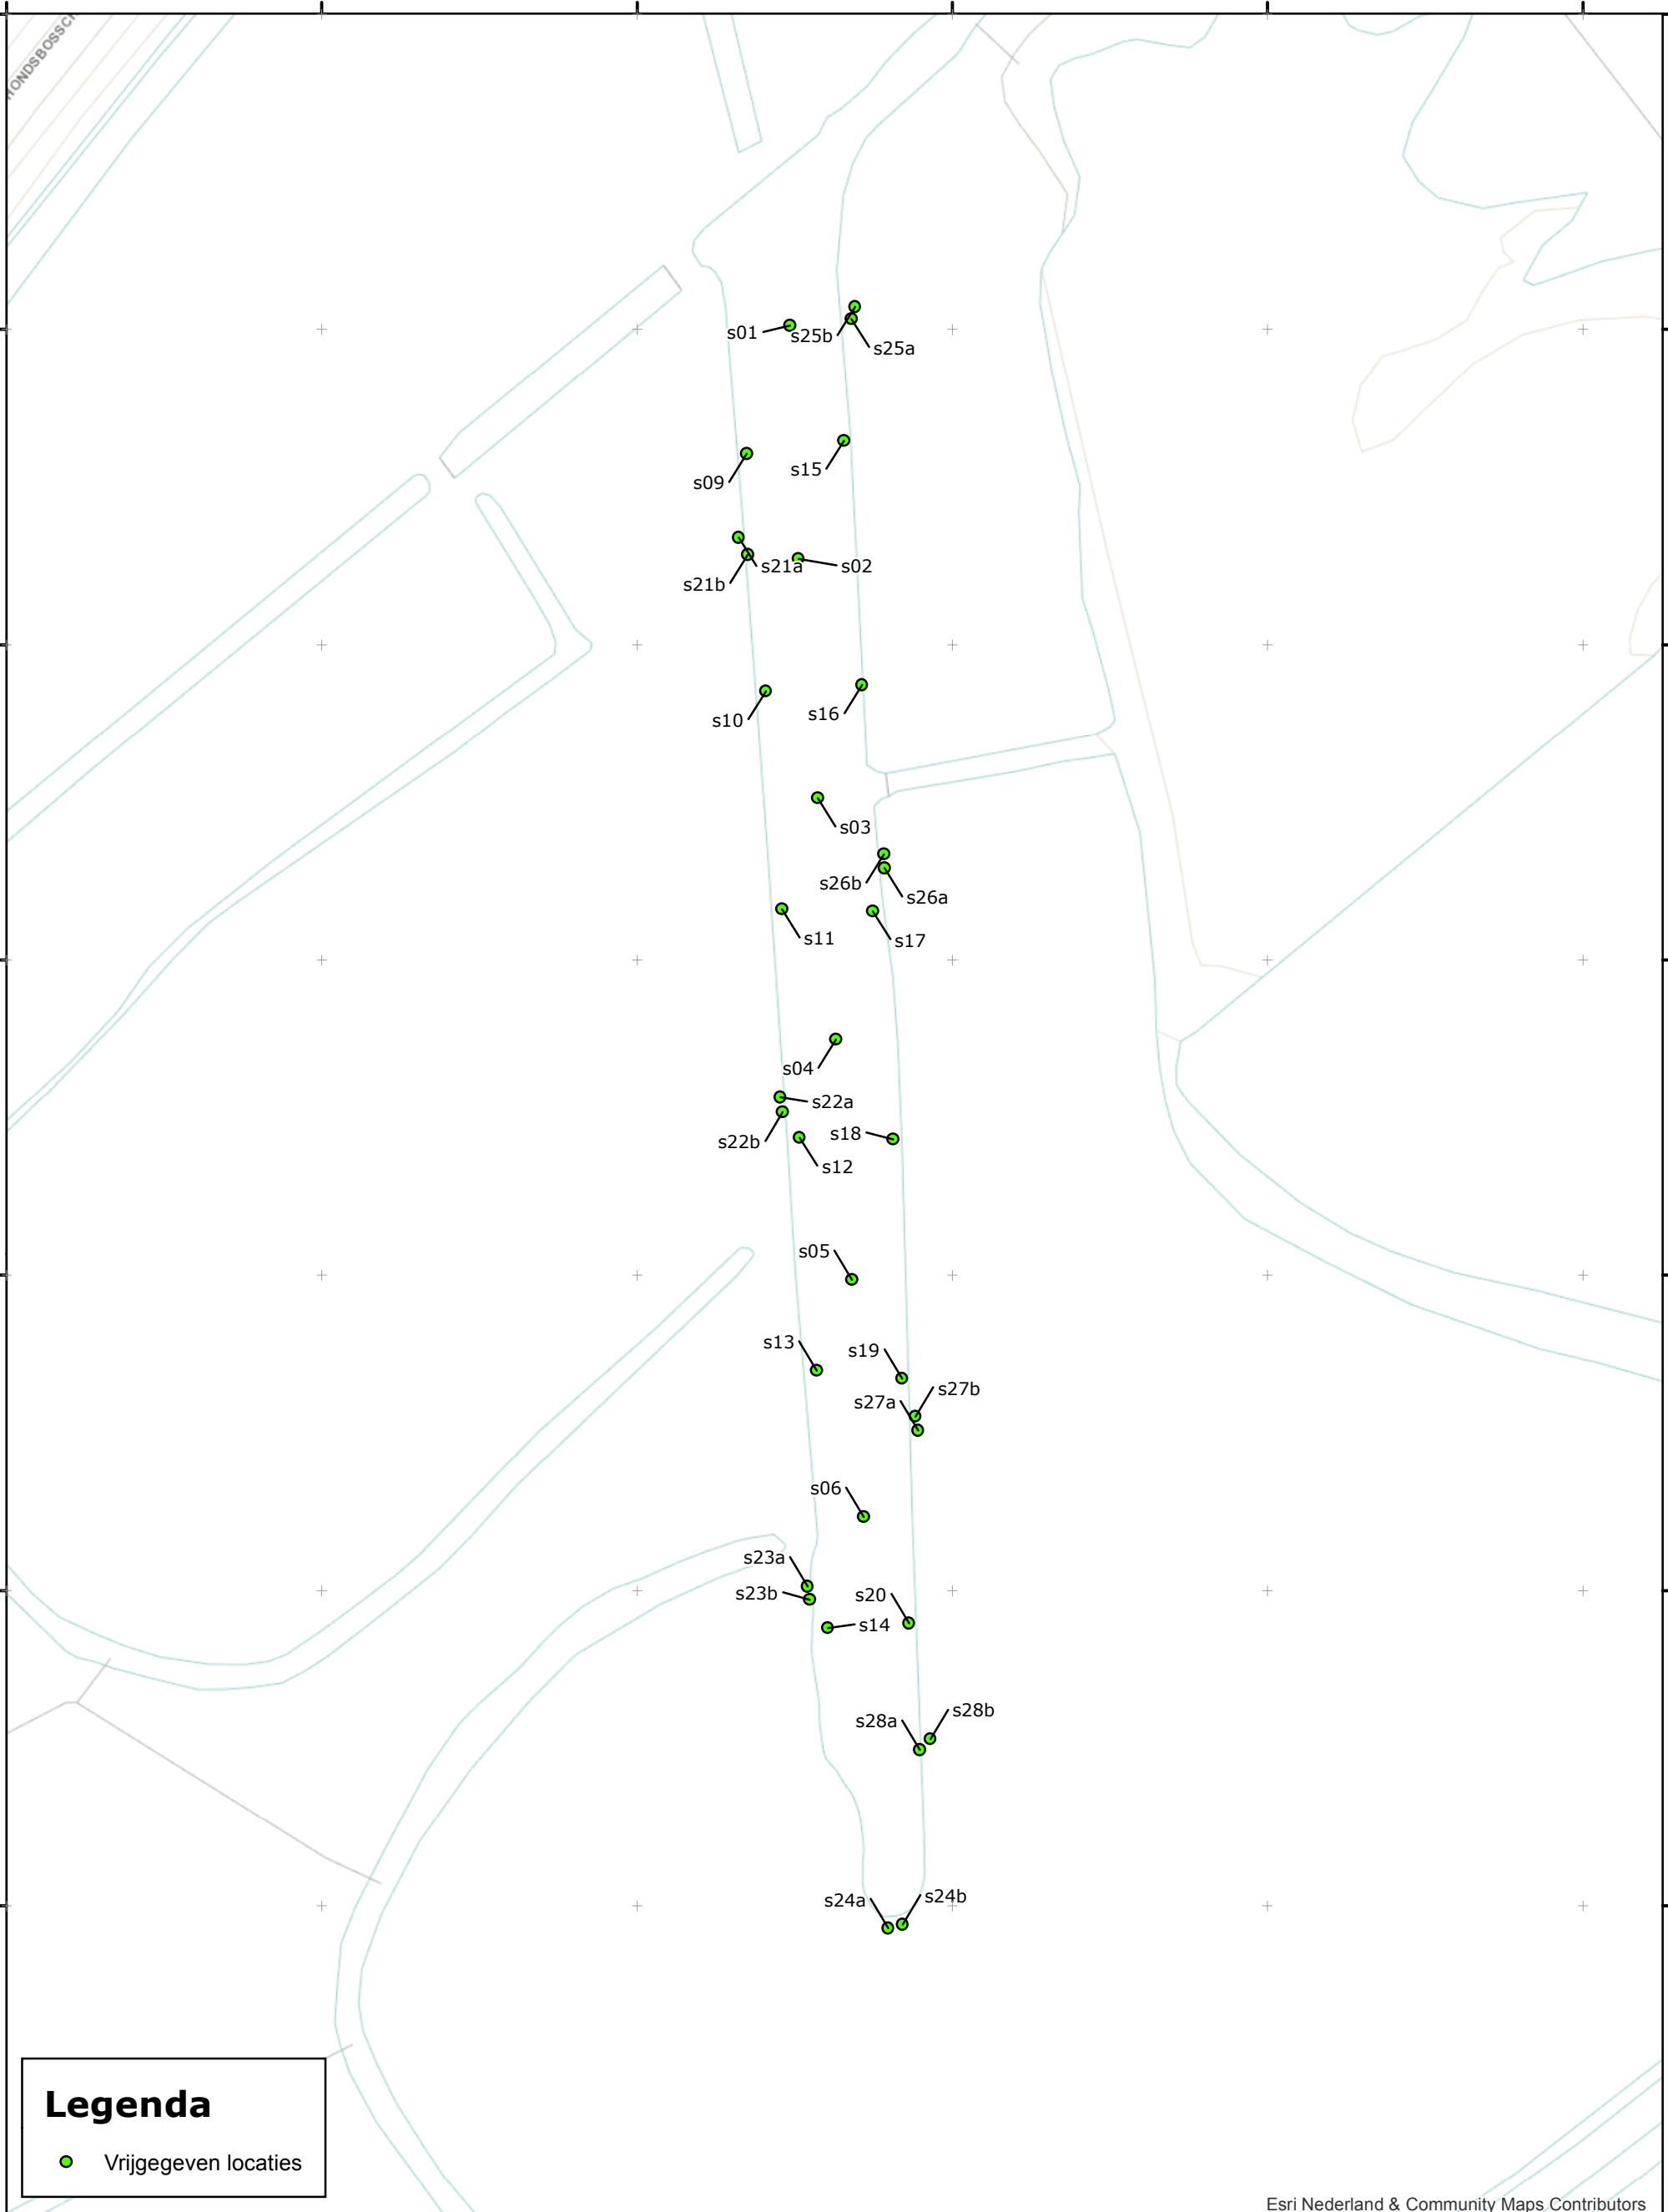 s01
s25b
s25a
s15
s09
s21a
s02
s21b
s10
s16
s03
s26b
s26a
s11
s17
s04
s22a
s22b
s18
s12
s05
s13
s19
s27b
s27a
s06
s23a
s23b
s20
s14
s28b
s28a
s24b
s24a
Legenda
Vrijgegeven locaties
Esri Nederland & Community Maps Contributors